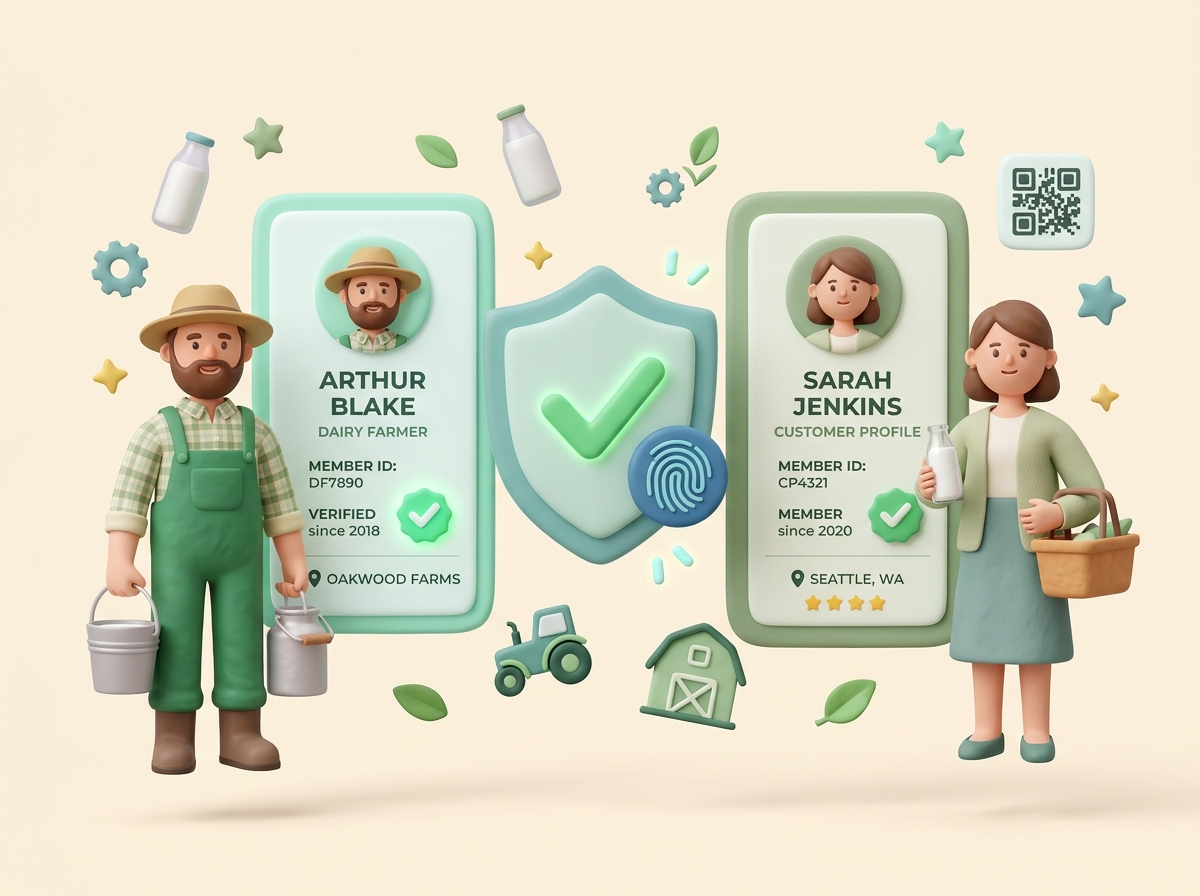 ARTHUR
BLAKE
DAIRY FARMER
MEMBER ID:
DF7890
VERIFIED
since 2018
OAKWOOD FARMS
SARAH
JENKINS
CUSTOMER PROFILE
MEMBER ID:
CP4321
MEMBER
since 2020
SEATTLE, WA